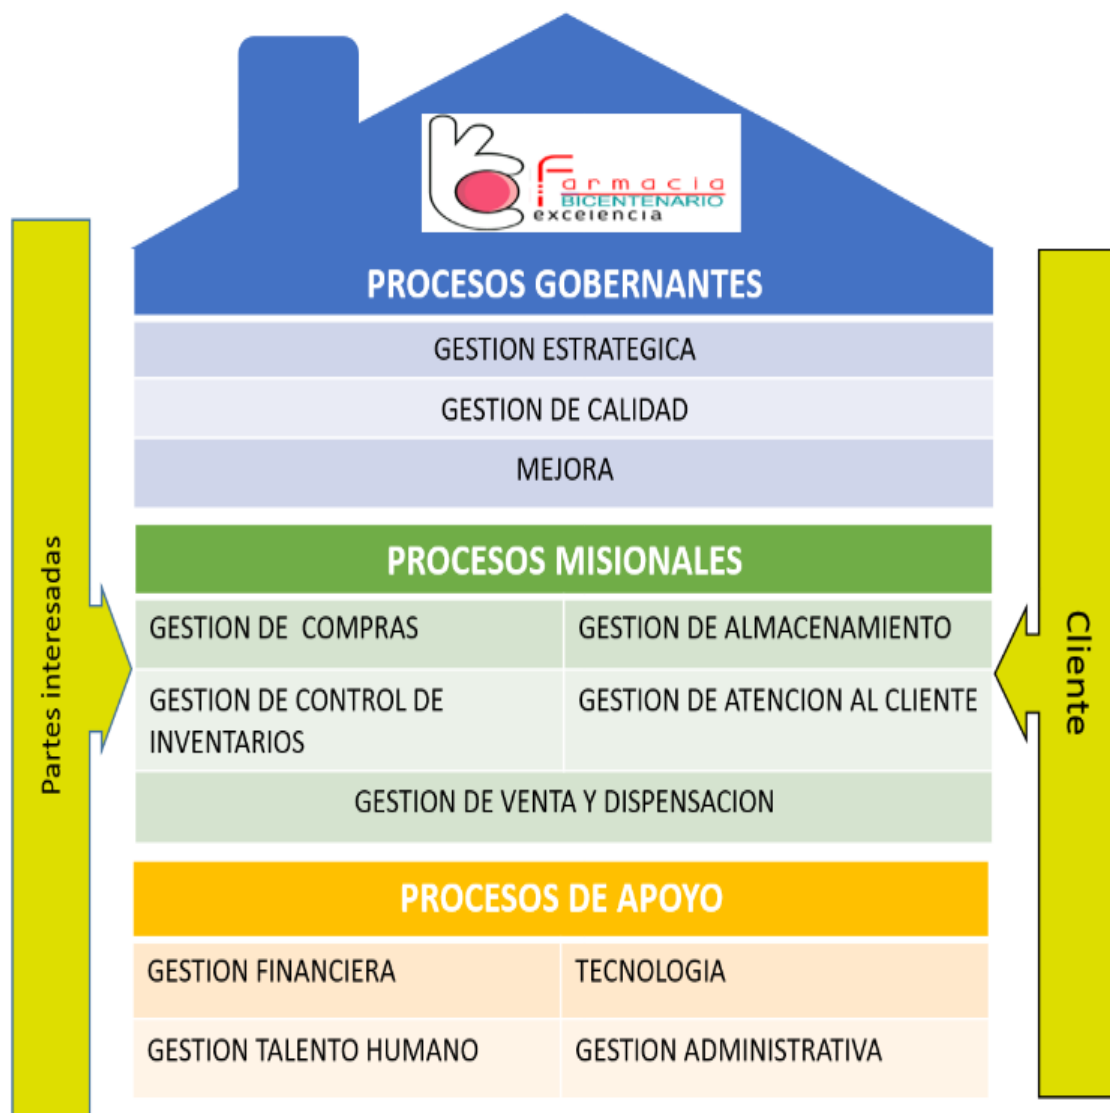 Farmacia
BICENTENARIO
excelencia
PROCESOS GOBERNANTES
GESTION ESTRATEGICA
GESTION DE CALIDAD
MEJORA
Partes interesadas
PROCESOS MISIONALES
GESTION DE COMPRAS
GESTION DE ALMACENAMIENTO
GESTION DE CONTROL DE
INVENTARIOS
GESTION DE ATENCION AL CLIENTE
GESTION DE VENTA Y DISPENSACION
Cliente
PROCESOS DE APOYO
GESTION FINANCIERA
TECNOLOGIA
GESTION TALENTO HUMANO
GESTION ADMINISTRATIVA